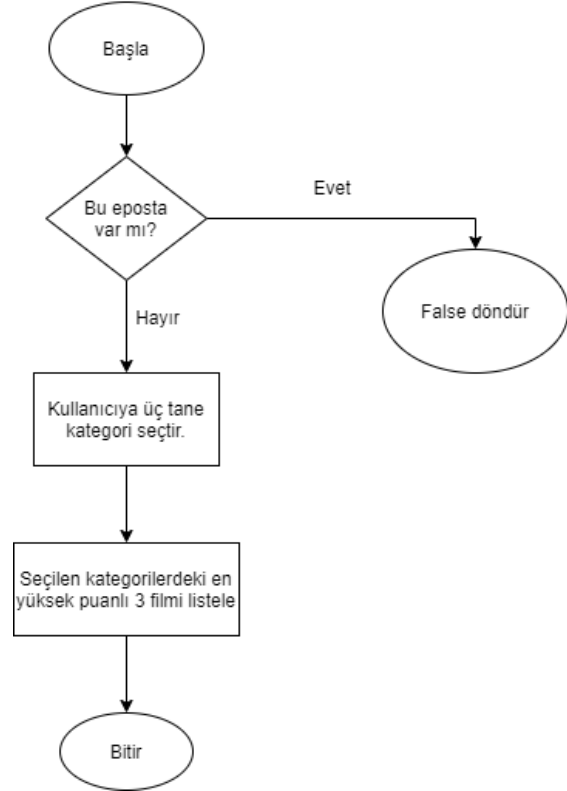 Başla
Bu eposta
var mı?
Evet
False döndür
Hayır
Kullanıcıya üç tane
kategori seçtir.
Seçilen kategorilerdeki en
yüksek puanlı 3 filmi listele
Bitir